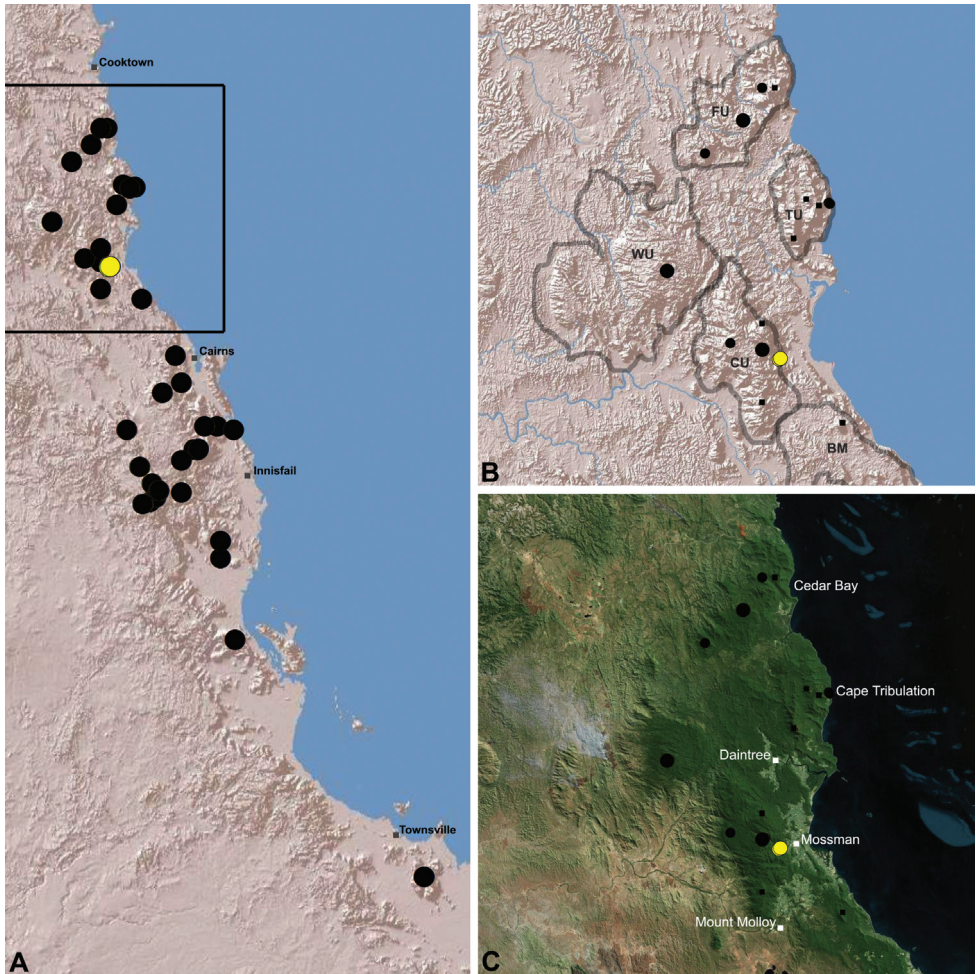 Cooktown
Cairns
Innisfail
Townsville
A
FU
TU
WU
CU
BM
B
Cedar Bay
Cape Tribulation
Daintree
Mossman
Mount Molloy
C